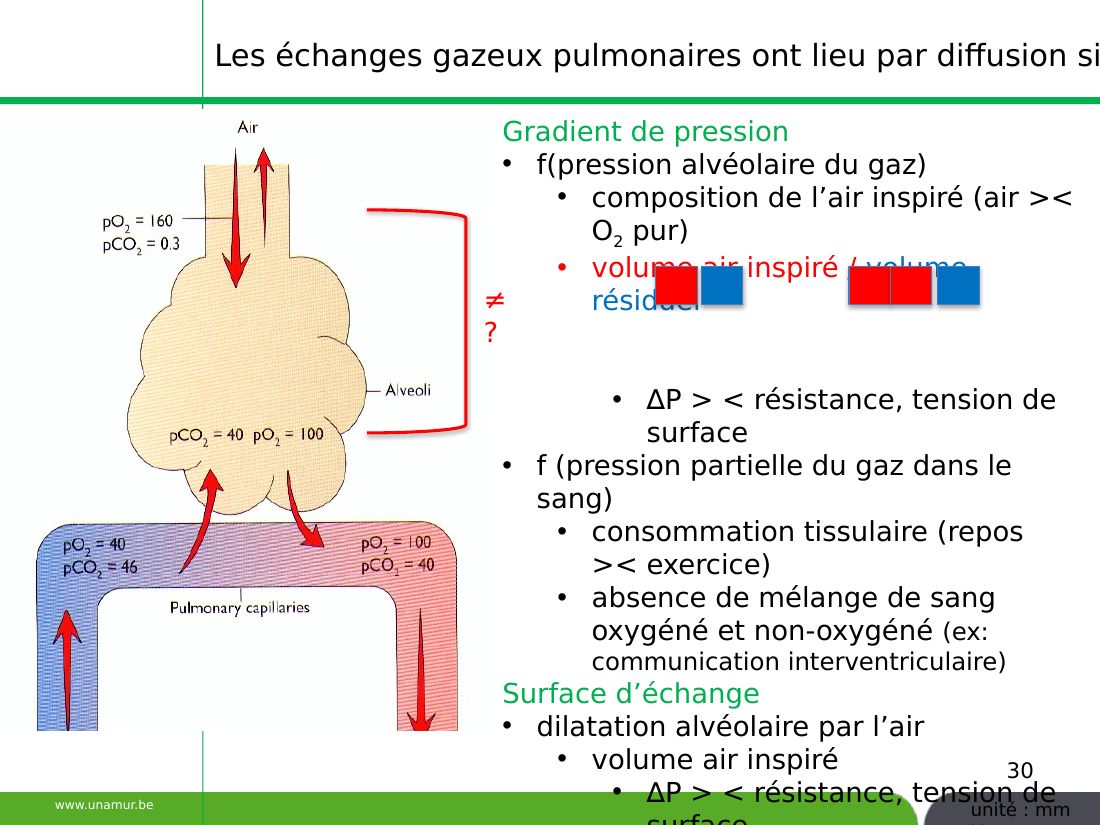 Les échanges gazeux pulmonaires ont lieu par diffusion si
Air
pO2 = 160
pCO2 = 0.3
≠
?
Alveoli
pCO2 = 40 pO2 = 100
pO2 = 40
pCO2 = 46
pO2 = 100
pCO2 = 40
Pulmonary capillaries
Gradient de pression
• f(pression alvéolaire du gaz)
• composition de l’air inspiré (air ><
O2 pur)
• volume air inspiré / volume
résiduel
• ΔP > < résistance, tension de
surface
• f (pression partielle du gaz dans le
sang)
• consommation tissulaire (repos
>< exercice)
• absence de mélange de sang
oxygéné et non-oxygéné (ex:
communication interventriculaire)
Surface d’échange
• dilatation alvéolaire par l’air
• volume air inspiré
• ΔP > < résistance, tension de
surface
30
www.unamur.be
unité : mm